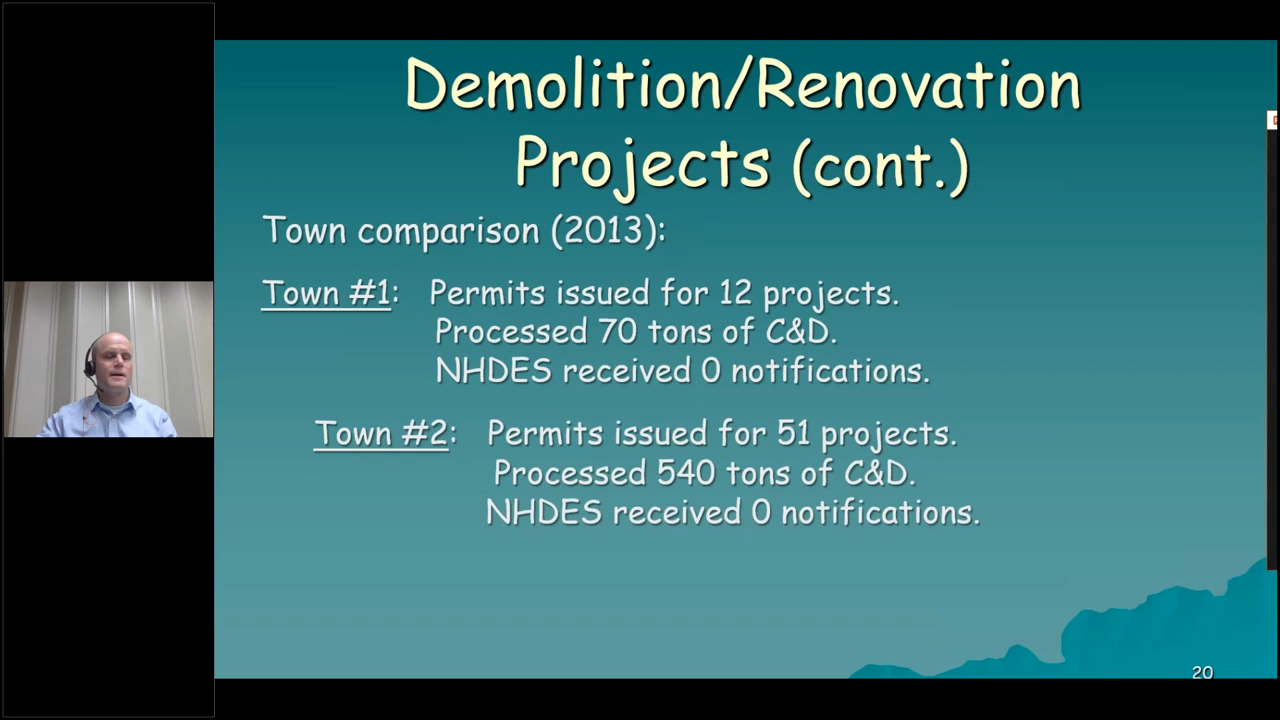 Demolition/Renovation
Projects (cont.)
Town comparison (2013):
Town #1: Permits issued for 12 projects.
Processed 70 tons of C&D.
NHDES received 0 notifications.
Town #2: Permits issued for 51 projects.
Processed 540 tons of C&D.
NHDES received 0 notifications.
20